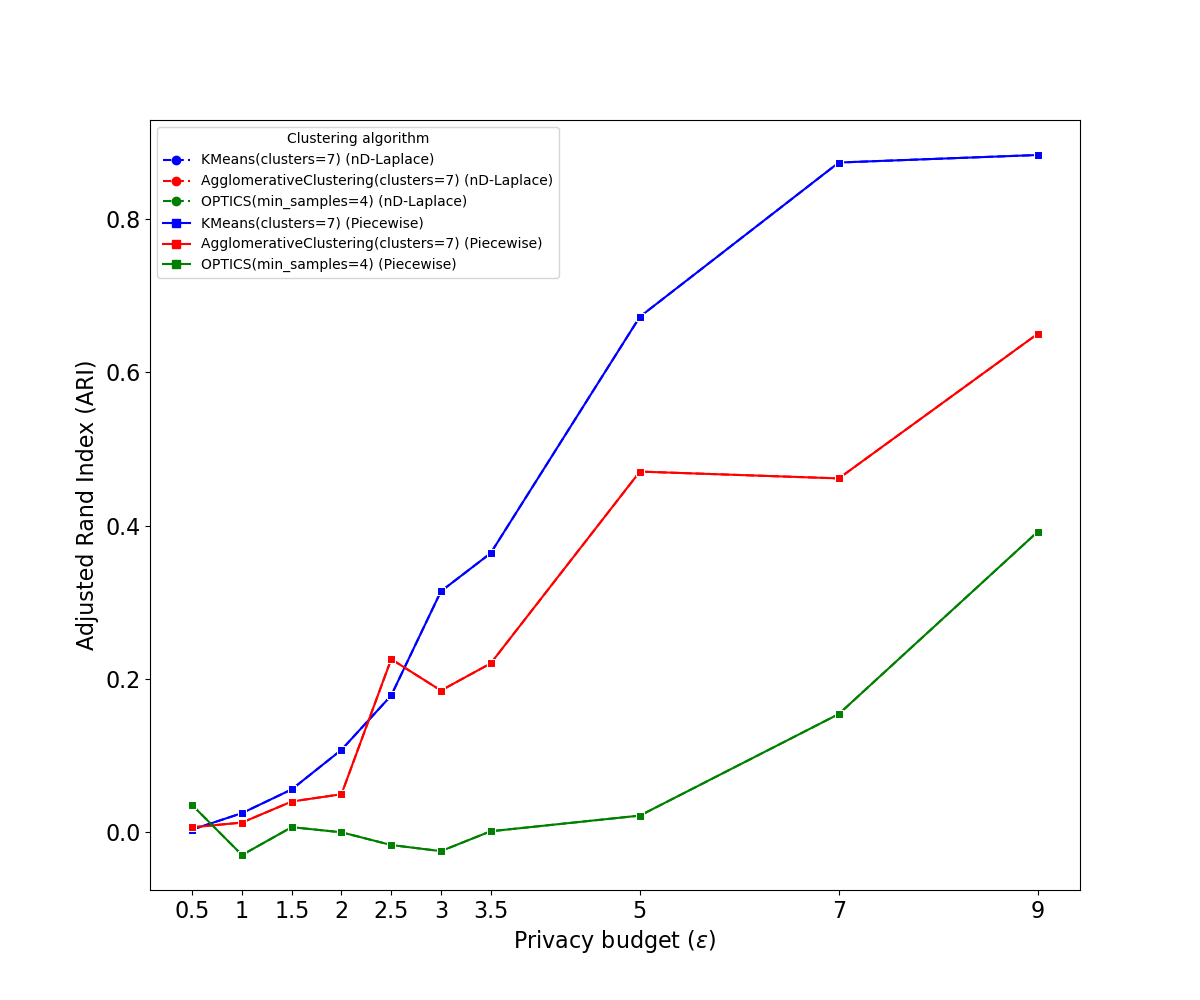 Clustering algorithm
KMeans(clusters=7) (nD-Laplace)
AgglomerativeClustering(clusters=7) (nD-Laplace)
OPTICS(min_samples=4) (nD-Laplace)
KMeans(clusters=7) (Piecewise)
AgglomerativeClustering(clusters=7) (Piecewise)
OPTICS(min_samples=4) (Piecewise)
Adjusted Rand Index (ARI)
0.8
0.6
0.4
0.2
0.0
0.5 1 1.5 2 2.5 3 3.5 5 7 9
Privacy budget (ε)